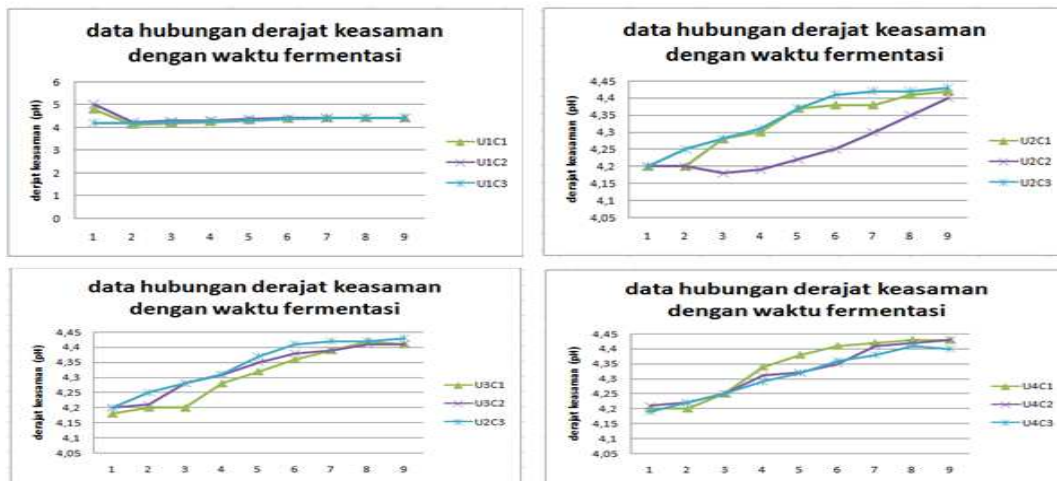 data hubungan derajat keasaman
dengan waktu fermentasi
derjat keasaman (pH)
6
5
4
3
2
1
0
1 2 3 4 5 6 7 8 9
U1C1
U1C2
U1C3
data hubungan derajat keasaman
dengan waktu fermentasi
derajat keasaman (pH)
4,45
4,4
4,35
4,3
4,25
4,2
4,15
4,1
4,05
1 2 3 4 5 6 7 8 9
U2C1
U2C2
U2C3
data hubungan derajat keasaman
dengan waktu fermentasi
derajat keasaman (pH)
4,45
4,4
4,35
4,3
4,25
4,2
4,15
4,1
4,05
1 2 3 4 5 6 7 8 9
U3C1
U3C2
U2C3
data hubungan derajat keasaman
dengan waktu fermentasi
derajat keasaman (pH)
4,45
4,4
4,35
4,3
4,25
4,2
4,15
4,1
4,05
1 2 3 4 5 6 7 8 9
U4C1
U4C2
U4C3